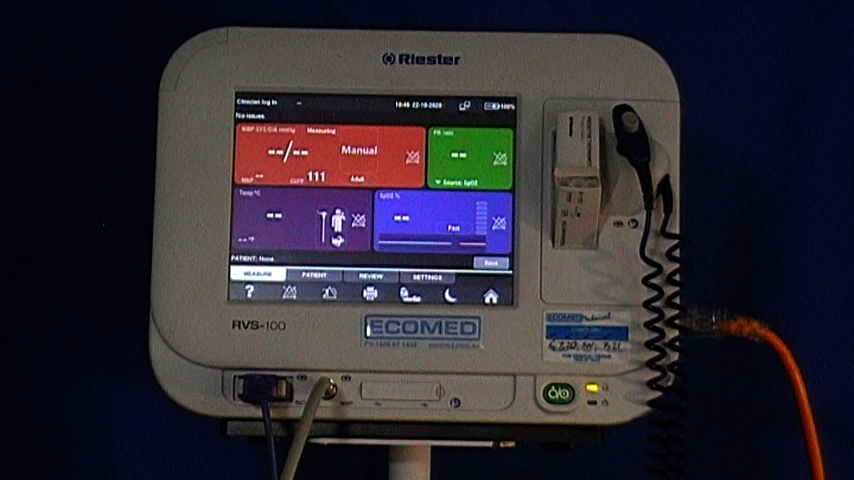 Riester
Clinician log in --
10:46 22-10-2020 100%
No issues.
NIBP SYS/DIA mmHg Measuring
--/--
Manual
MAP --
CUFF 111
Adult
PR /min
--
Source: SpO2
Temp °C
--
-- °F
SpO2 %
--
Fast
PATIENT: None
Save
MEASURE PATIENT REVIEW SETTINGS
?
RVS-100
ECOMED
ECOMED